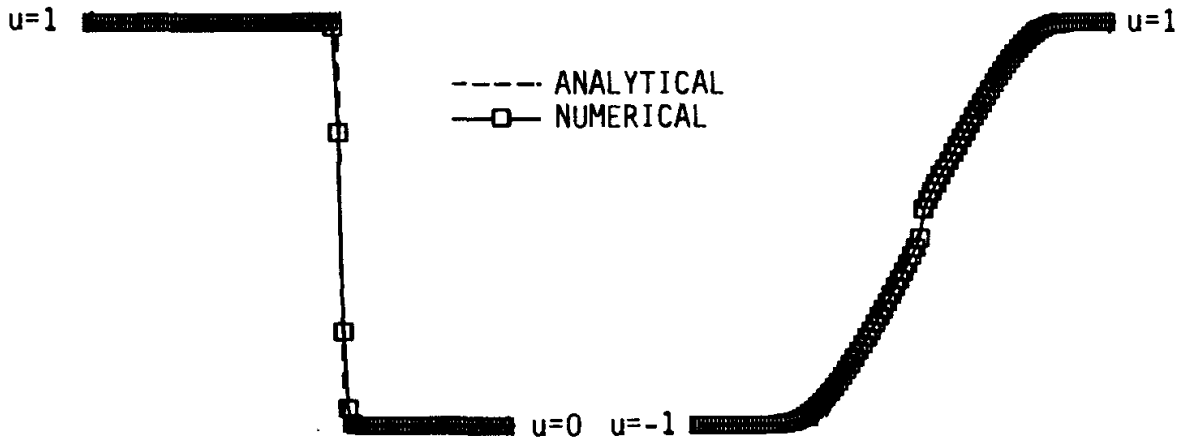 u=1
u=1
ANALYTICAL
NUMERICAL
u=0 u=-1